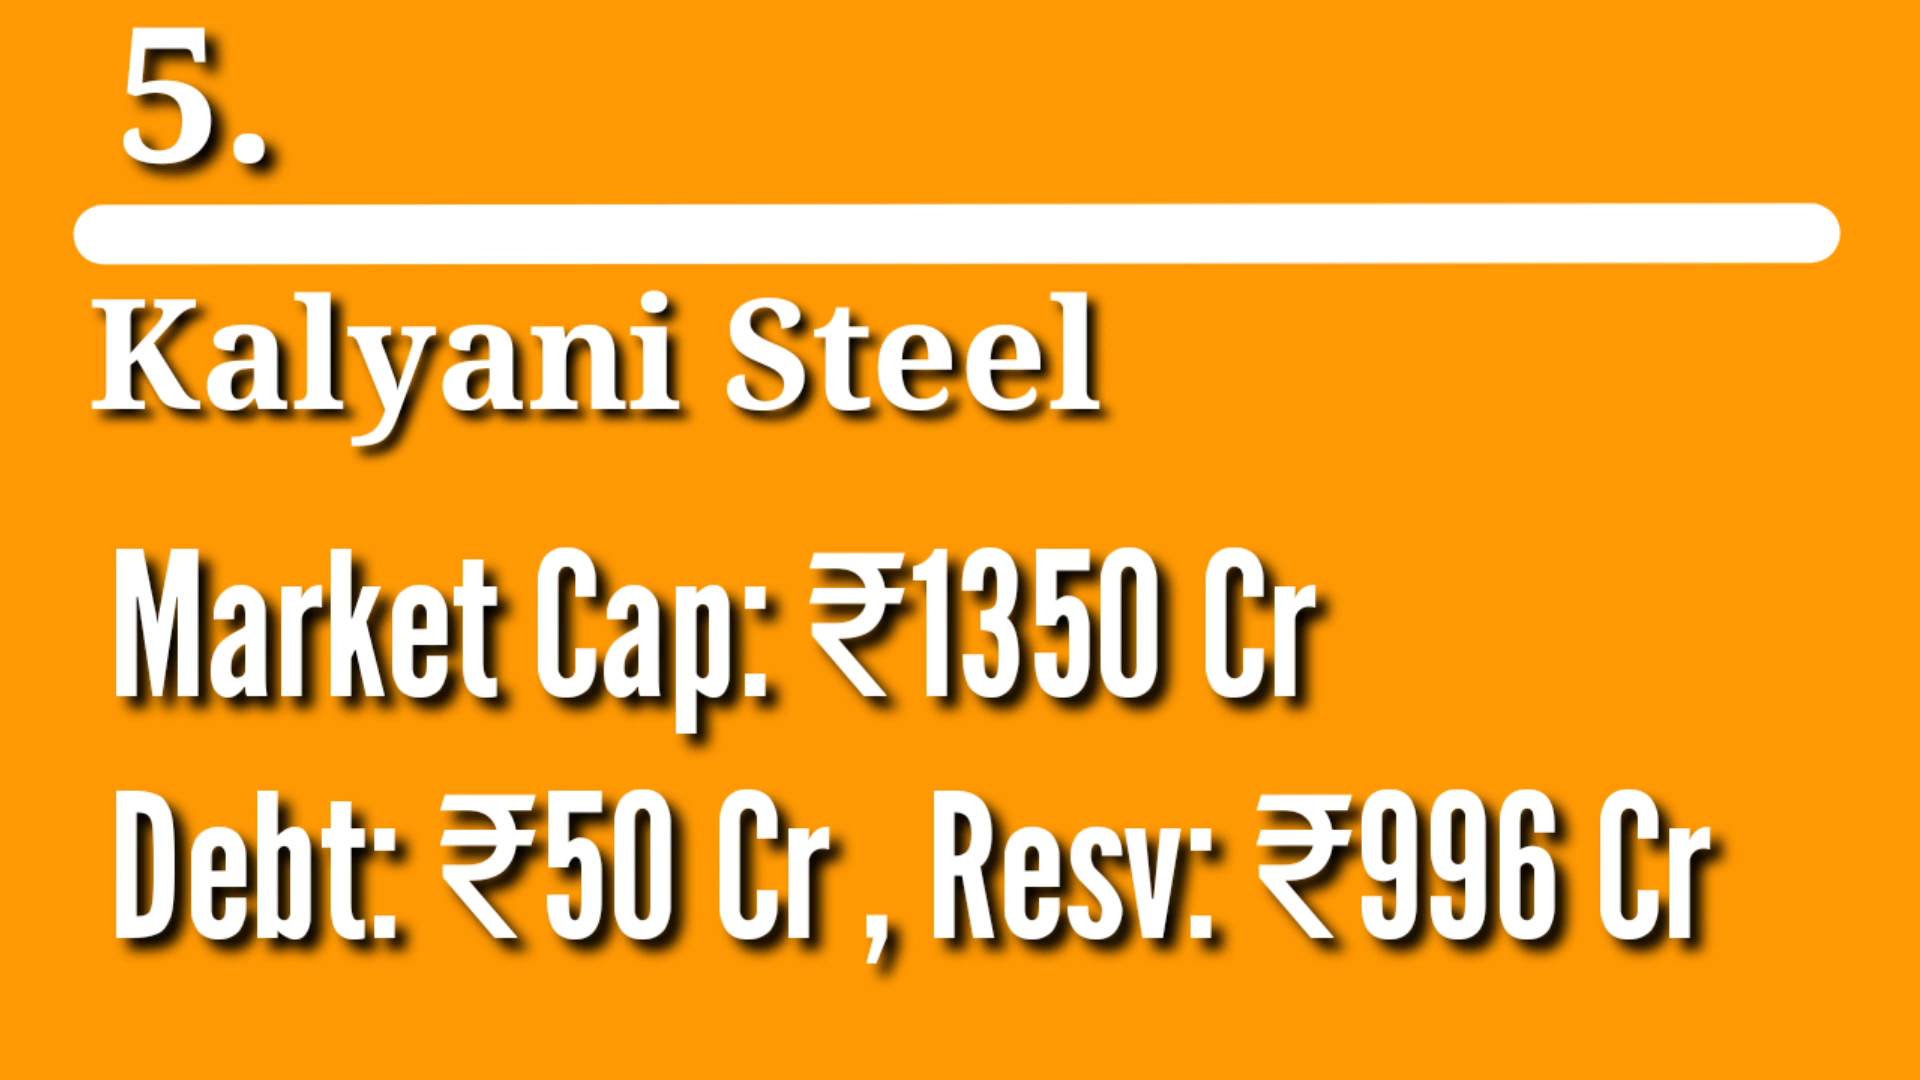 5.
Kalyani Steel
Market Cap: ₹1350 Cr
Debt: ₹50 Cr , Resv: ₹996 Cr